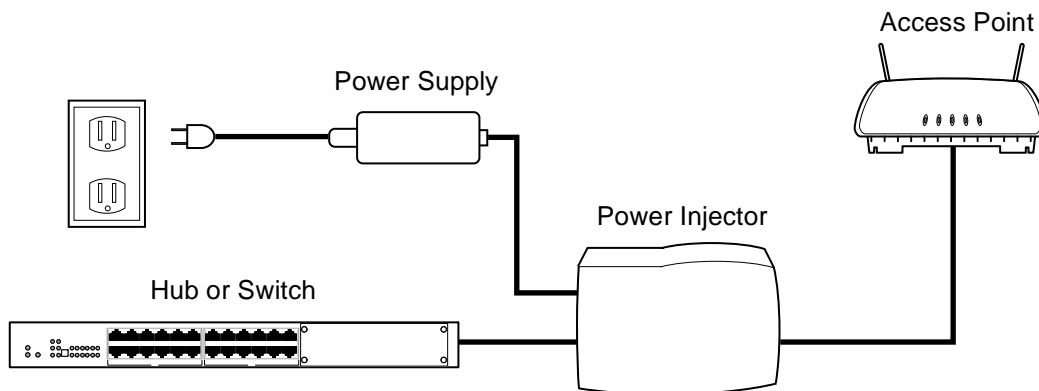 Access Point
Power Supply
Power Injector
Hub or Switch